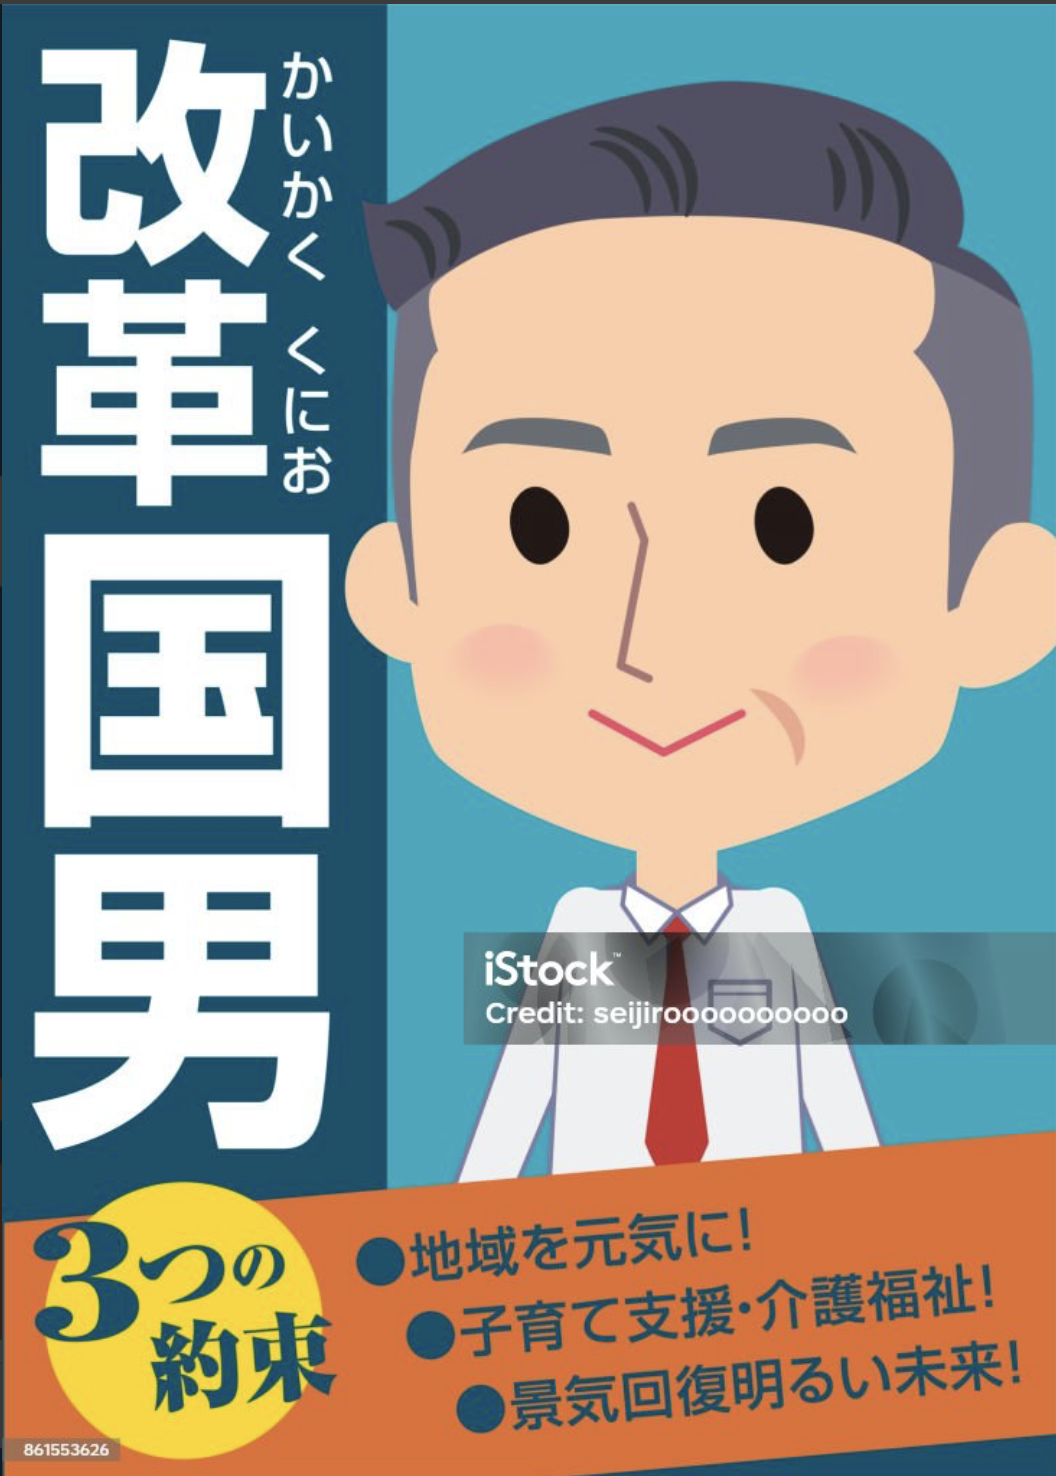 改革国男
かいかく くにお
iStock™
Credit: seijiroooooooooo
3つの
約束
●地域を元気に!
●子育て支援・介護福祉!
●景気回復明るい未来!
861553626